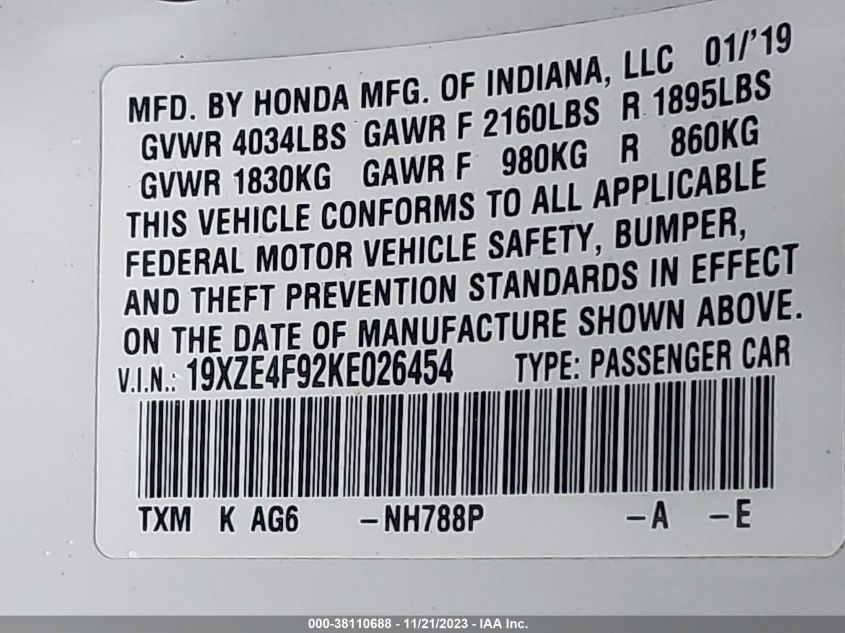 MFD. BY HONDA MFG. OF INDIANA, LLC 01/'19
GVWR 4034LBS GAWR F 2160LBS R 1895LBS
GVWR 1830KG GAWR F 980KG R 860KG
THIS VEHICLE CONFORMS TO ALL APPLICABLE
FEDERAL MOTOR VEHICLE SAFETY, BUMPER,
AND THEFT PREVENTION STANDARDS IN EFFECT
ON THE DATE OF MANUFACTURE SHOWN ABOVE.
V.I.N.: 19XZE4F92KE026454 TYPE: PASSENGER CAR
TXM K AG6 -NH788P -A -E
000-38110688 - 11/21/2023 - IAA Inc.